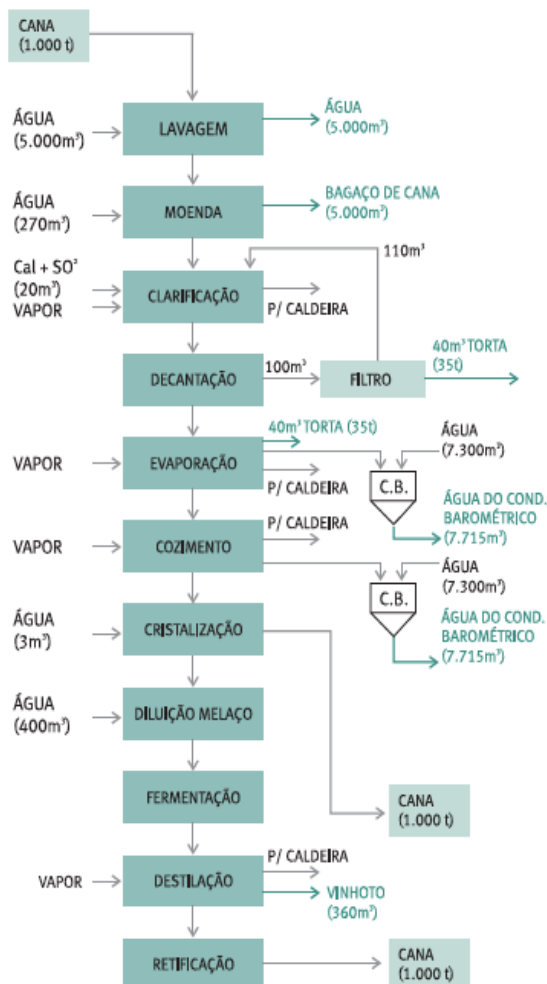 CANA
(1.000 t)
ÁGUA
(5.000m³)
LAVAGEM
ÁGUA
(5.000m³)
ÁGUA
(270m³)
MOENDA
BAGAÇO DE CANA
(5.000m³)
110m³
Cal + SO²
(20m³)
VAPOR
CLARIFICAÇÃO
P/ CALDEIRA
DECANTAÇÃO
100m³
FILTRO
40m³ TORTA
(35t)
40m³ TORTA (35t)
VAPOR
EVAPORAÇÃO
P/ CALDEIRA
ÁGUA
(7.300m³)
C.B.
ÁGUA DO COND.
BAROMÉTRICO
(7.715m³)
VAPOR
COZIMENTO
P/ CALDEIRA
ÁGUA
(7.300m³)
C.B.
ÁGUA DO COND.
BAROMÉTRICO
(7.715m³)
ÁGUA
(3m³)
CRISTALIZAÇÃO
ÁGUA
(400m³)
DILUIÇÃO MELAÇO
FERMENTAÇÃO
CANA
(1.000 t)
VAPOR
DESTILAÇÃO
P/ CALDEIRA
VINHOTO
(360m³)
RETIFICAÇÃO
CANA
(1.000 t)